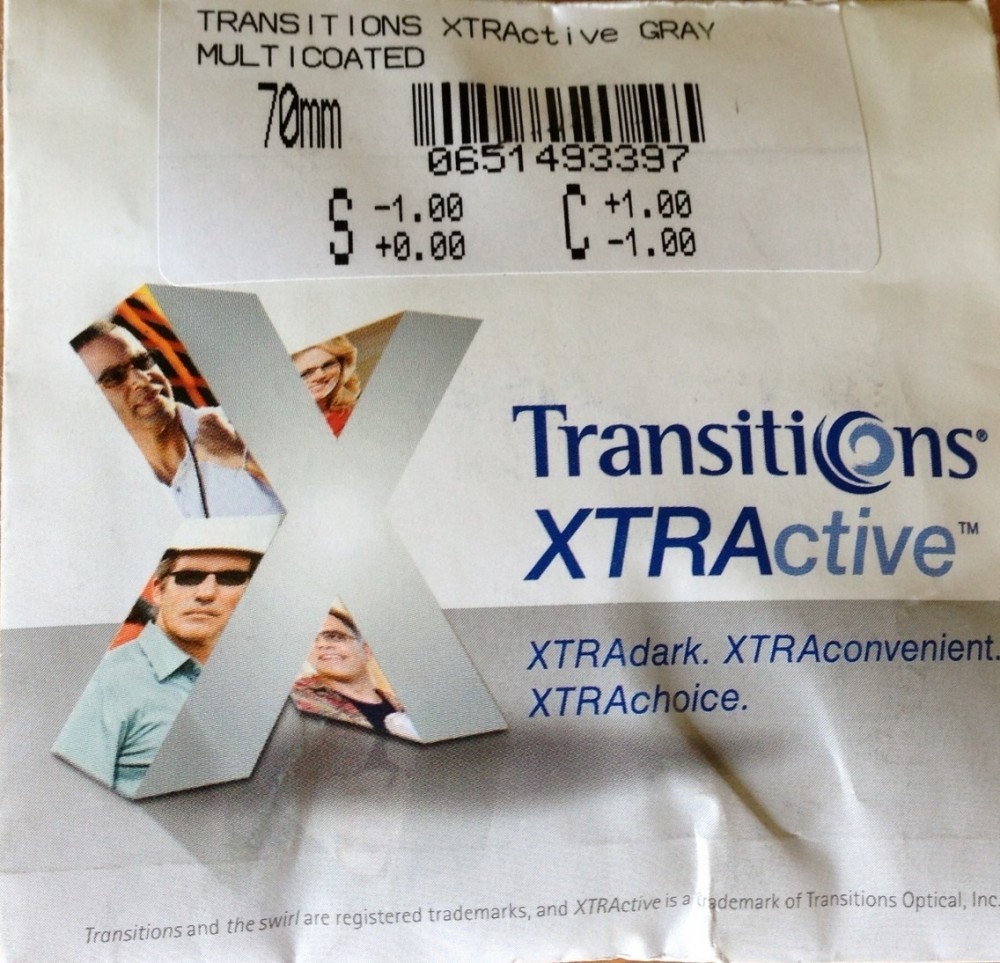 TRANSITIONS XTRActive GRAY
MULTICOATED
70mm
0651493397
S -1.00 C +1.00
+0.00 -1.00
Transitions®
XTRActive™
XTRAdark. XTRAconvenient.
XTRAchoice.
Transitions and the swirl are registered trademarks, and XTRActive is a trademark of Transitions Optical, Inc.